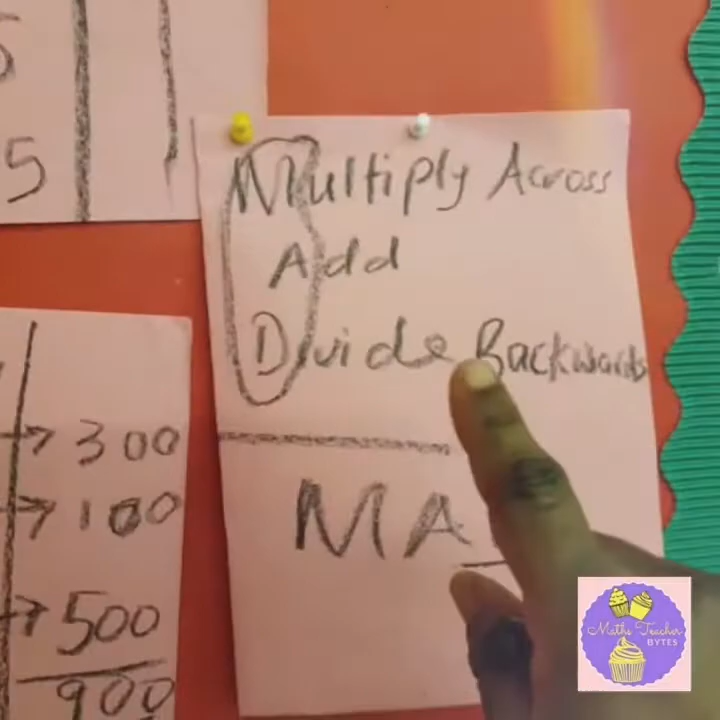 5
5
Multiply Across
Add
Divide Backwards
MA
→ 300
→ 100
→ 500
900
Maths Teacher
BYTES